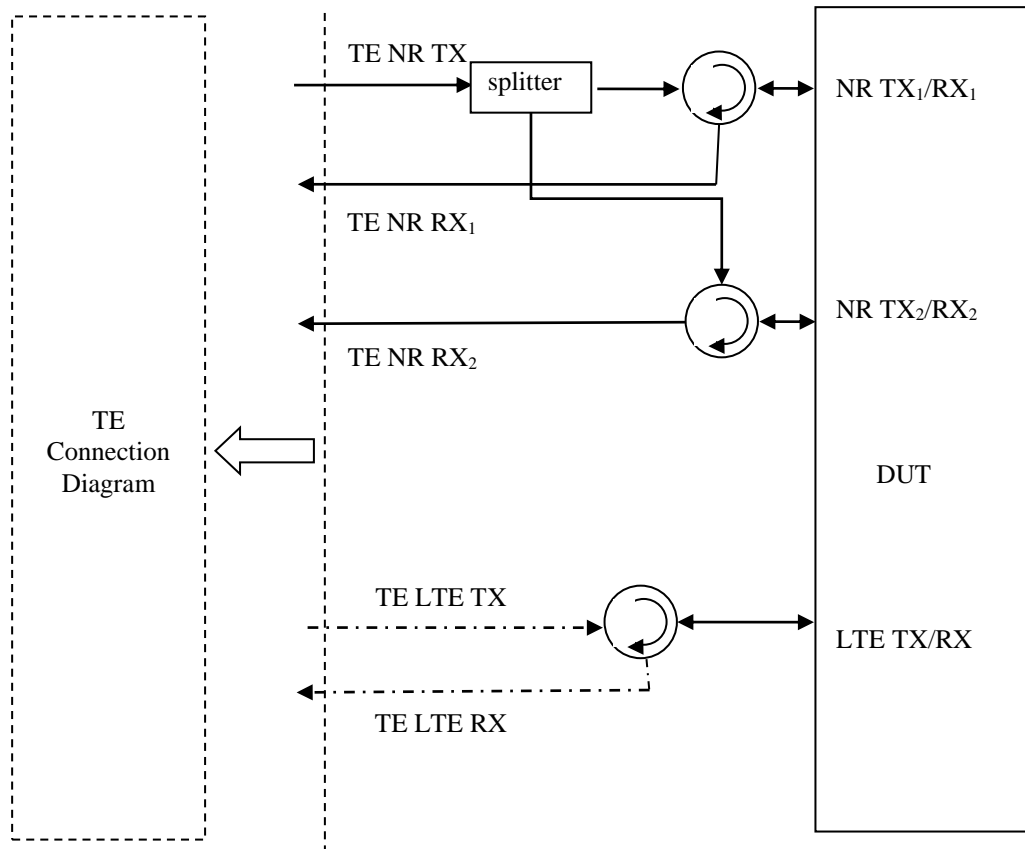 TE NR TX
splitter
NR TX₁/RX₁
TE NR RX₁
NR TX₂/RX₂
TE NR RX₂
TE
Connection
Diagram
DUT
TE LTE TX
LTE TX/RX
TE LTE RX